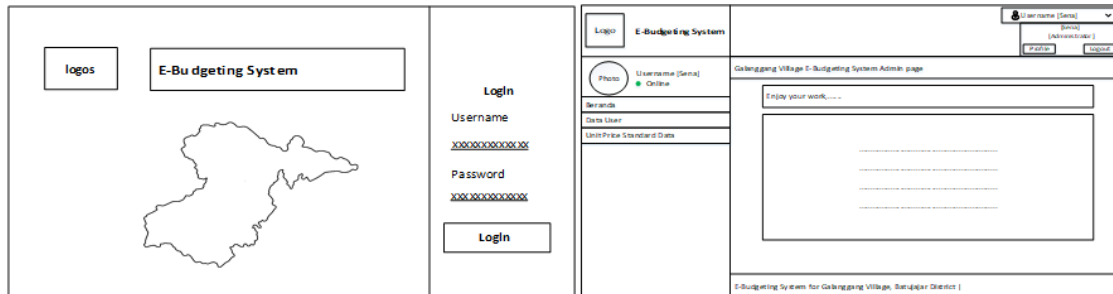 logos
E-Budgeting System
LogIn
Username
xxxxxxxxxxxxx
Password
xxxxxxxxxxxxx
LogIn
Logo
E-Budgeting System
Username [Sena]
[Sena]
[Administrator]
Profile
Logout
Photo
Username [Sena]
Online
Beranda
Data User
Unit Price Standard Data
Galanggang Village E-Budgeting System Admin page
Enjoy your work,......
E-Budgeting System for Galanggang Village, Batujajar District |